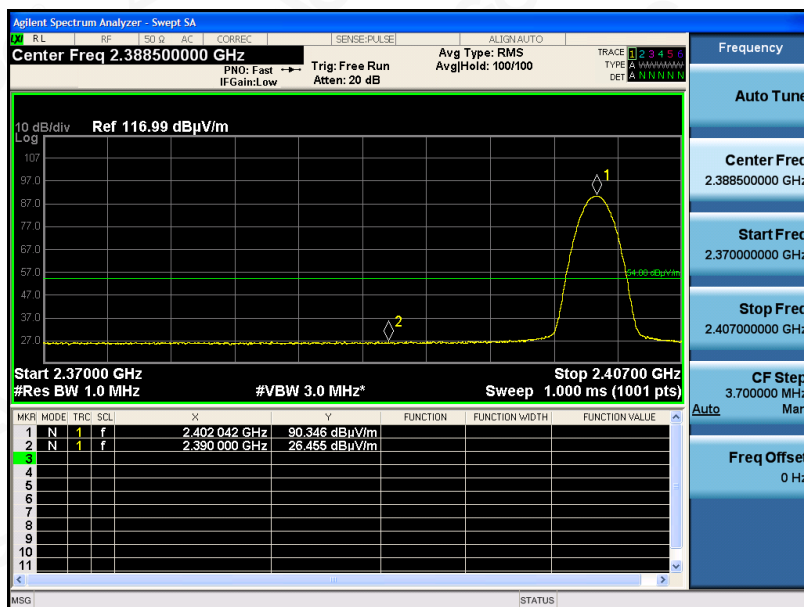 Agilent Spectrum Analyzer - Swept SA
LXI RL RF 50 Ω AC CORREC SENSE:PULSE ALIGN AUTO
Center Freq 2.388500000 GHz
PNO: Fast
IFGain:Low
Trig: Free Run
Atten: 20 dB
Avg Type: RMS
Avg|Hold: 100/100
TRACE 1 2 3 4 5 6
TYPE A WWWWW
DET A N N N N N
10 dB/div Ref 116.99 dBµV/m
Log
107
97.0
87.0
77.0
67.0
57.0
47.0
37.0
27.0
1
2
54.00 dBµV/m
Start 2.37000 GHz Stop 2.40700 GHz
#Res BW 1.0 MHz #VBW 3.0 MHz* Sweep 1.000 ms (1001 pts)
MKR MODE TRC SCL X Y FUNCTION FUNCTION WIDTH FUNCTION VALUE
1 N 1 f 2.402 042 GHz 90.346 dBµV/m
2 N 1 f 2.390 000 GHz 26.455 dBµV/m
3
4
5
6
7
8
9
10
11
MSG STATUS
Frequency
Auto Tune
Center Freq
2.388500000 GHz
Start Freq
2.370000000 GHz
Stop Freq
2.407000000 GHz
CF Step
3.700000 MHz
Auto Man
Freq Offset
0 Hz